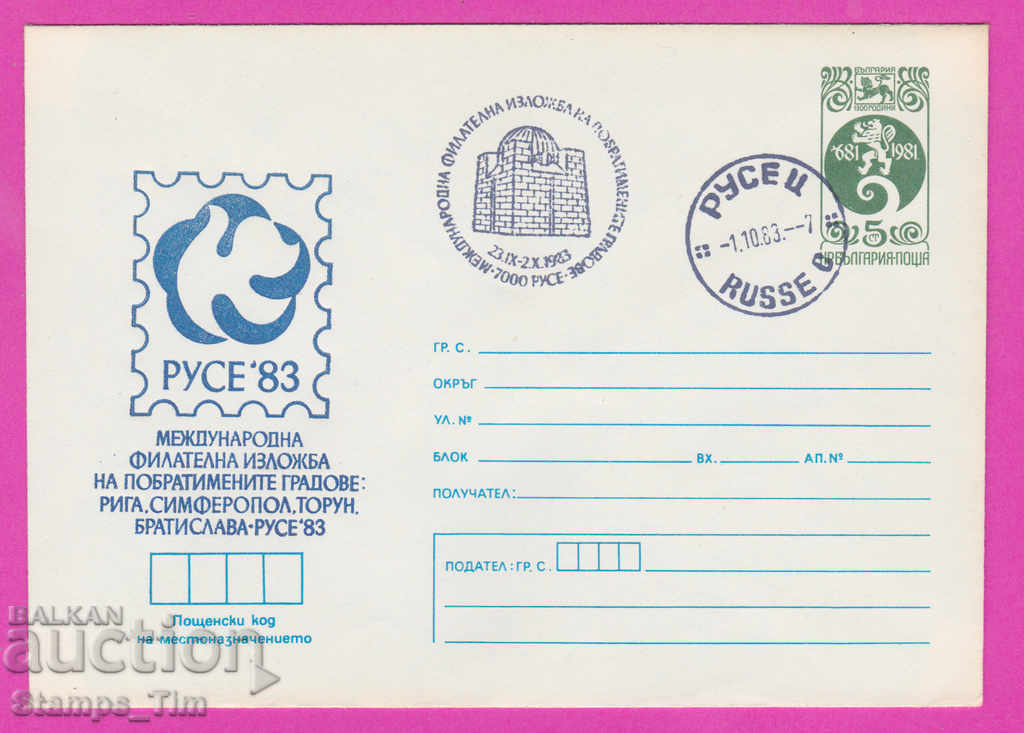 МЕЖДУНАРОДНА ФИЛАТЕЛНА ИЗЛОЖБА НА ПОБРАТИМЕНИТЕ ГРАДОВЕ
23.IX-2.X.1983
·7000 РУСЕ·
РУСЕ Ц
-1.10.83.--7
RUSSE C
БЪЛГАРИЯ
1300 ГОДИНИ
681 1981
5
НР БЪЛГАРИЯ·ПОЩА
РУСЕ '83
МЕЖДУНАРОДНА
ФИЛАТЕЛНА ИЗЛОЖБА
НА ПОБРАТИМЕНИТЕ ГРАДОВЕ:
РИГА, СИМФЕРОПОЛ, ТОРУН,
БРАТИСЛАВА·РУСЕ '83
Пощенски код
на местоназначението
ГР. С.
ОКРЪГ
УЛ. №
БЛОК ВХ. АП. №
ПОЛУЧАТЕЛ:
ПОДАТЕЛ: ГР. С.
BALKAN
auction
Stamps_Tim